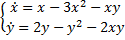 ẋ = x − 3x² − xy
ẏ = 2y − y² − 2xy